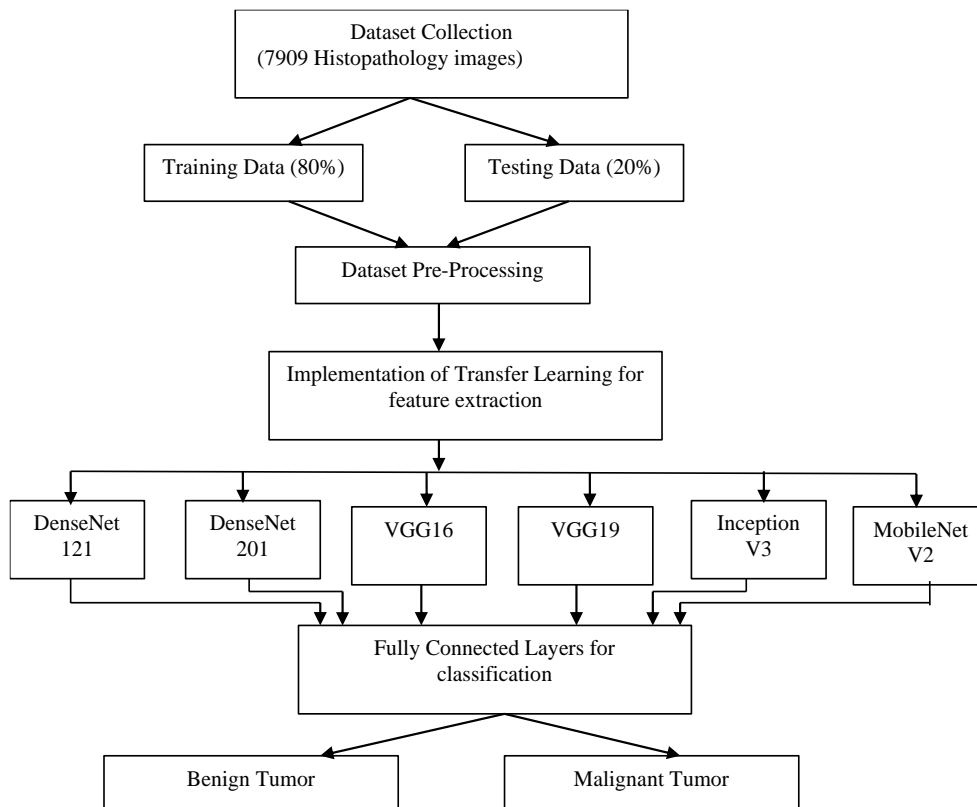 Dataset Collection
(7909 Histopathology images)
Training Data (80%)
Testing Data (20%)
Dataset Pre-Processing
Implementation of Transfer Learning for
feature extraction
DenseNet
121
DenseNet
201
VGG16
VGG19
Inception
V3
MobileNet
V2
Fully Connected Layers for
classification
Benign Tumor
Malignant Tumor